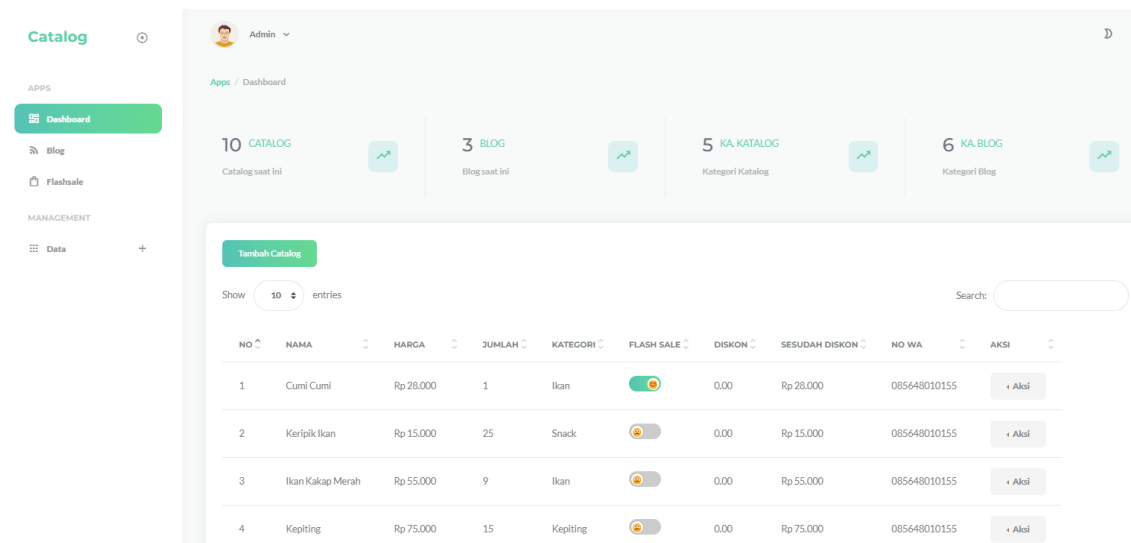 Catalog
Admin
APPS
Dashboard
Blog
Flashsale
MANAGEMENT
Data
Apps / Dashboard
10 CATALOG
Catalog saat ini
3 BLOG
Blog saat ini
5 KA. KATALOG
Kategori Katalog
6 KA. BLOG
Kategori Blog
Tambah Catalog
Show 10 entries
Search:
NO NAMA HARGA JUMLAH KATEGORI FLASH SALE DISKON SESUDAH DISKON NO WA AKSI
1 Cumi Cumi Rp 28.000 1 Ikan 0.00 Rp 28.000 085648010155 Aksi
2 Keripik Ikan Rp 15.000 25 Snack 0.00 Rp 15.000 085648010155 Aksi
3 Ikan Kakap Merah Rp 55.000 9 Ikan 0.00 Rp 55.000 085648010155 Aksi
4 Kepiting Rp 75.000 15 Kepiting 0.00 Rp 75.000 085648010155 Aksi